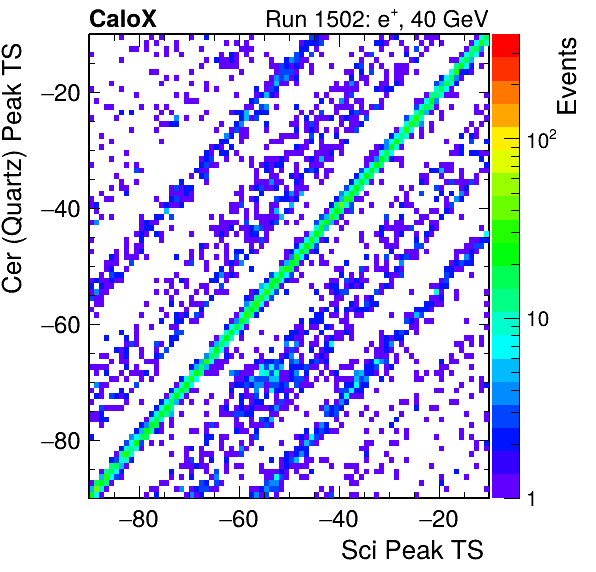 CaloX Run 1502: e⁺, 40 GeV
Cer (Quartz) Peak TS
−20
−40
−60
−80
−80 −60 −40 −20
Sci Peak TS
Events
10²
10
1